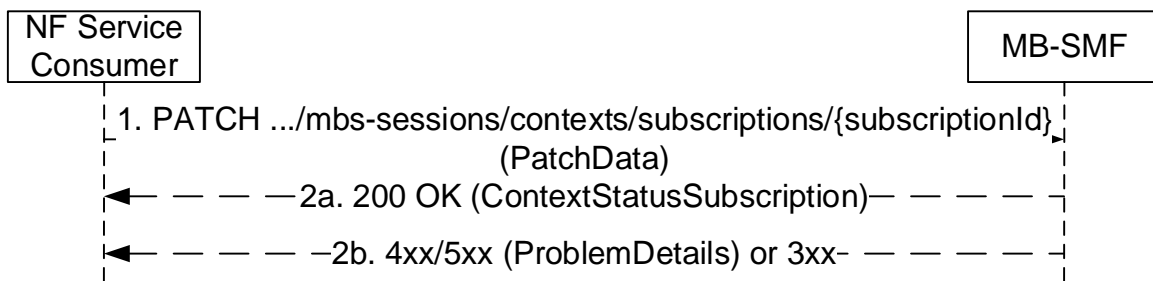 NF Service
Consumer
MB-SMF
1. PATCH .../mbs-sessions/contexts/subscriptions/{subscriptionId}
(PatchData)
2a. 200 OK (ContextStatusSubscription)
2b. 4xx/5xx (ProblemDetails) or 3xx